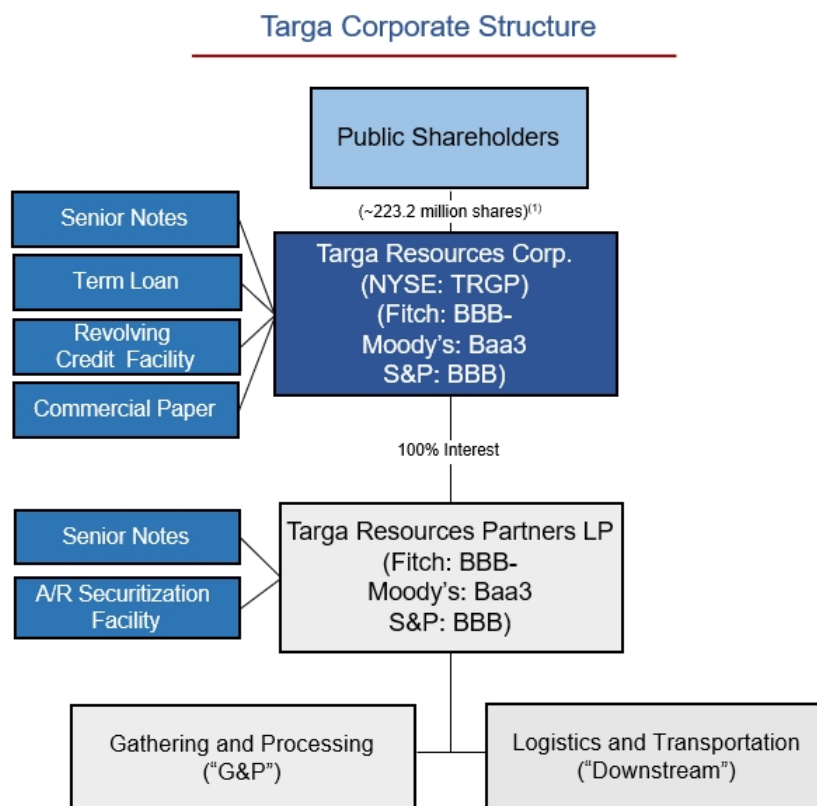 Targa Corporate Structure
Public Shareholders
(~223.2 million shares)(1)
Senior Notes
Term Loan
Revolving
Credit Facility
Commercial Paper
Targa Resources Corp.
(NYSE: TRGP)
(Fitch: BBB-
Moody's: Baa3
S&P: BBB)
100% Interest
Senior Notes
A/R Securitization
Facility
Targa Resources Partners LP
(Fitch: BBB-
Moody's: Baa3
S&P: BBB)
Gathering and Processing
(“G&P”)
Logistics and Transportation
(“Downstream”)